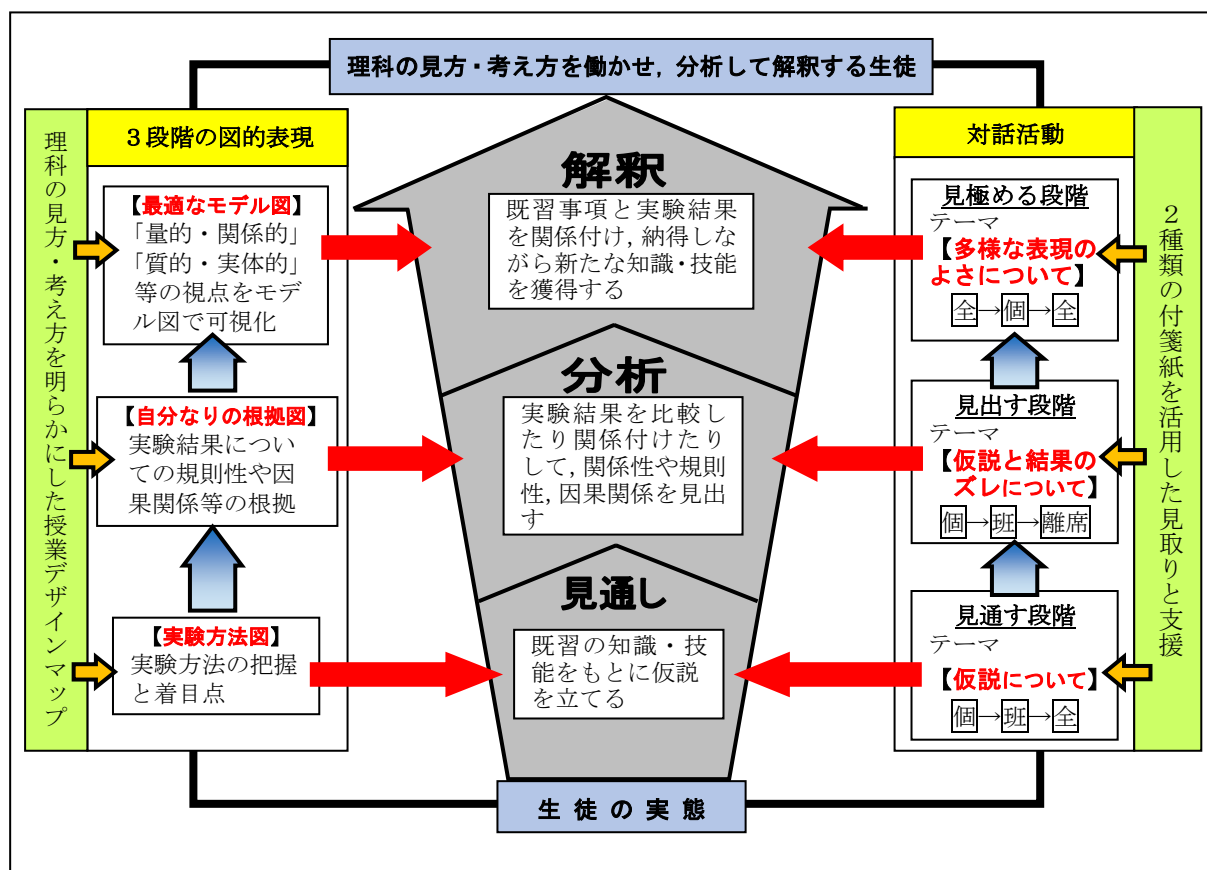 理科の見方・考え方を働かせ，分析して解釈する生徒
理科の見方・考え方を明らかにした授業デザインマップ
３段階の図的表現
【最適なモデル図】
「量的・関係的」
「質的・実体的」
等の視点をモデ
ル図で可視化
【自分なりの根拠図】
実験結果につい
ての規則性や因
果関係等の根拠
【実験方法図】
実験方法の把握
と着目点
解釈
既習事項と実験結果
を関係付け，納得しな
がら新たな知識・技能
を獲得する
分析
実験結果を比較し
たり関係付けたり
して，関係性や規則
性，因果関係を見出
す
見通し
既習の知識・技
能をもとに仮説
を立てる
対話活動
見極める段階
テーマ
【多様な表現の
よさについて】
全→個→全
見出す段階
テーマ
【仮説と結果の
ズレについて】
個→班→離席
見通す段階
テーマ
【仮説について】
個→班→全
２種類の付箋紙を活用した見取りと支援
生徒の実態